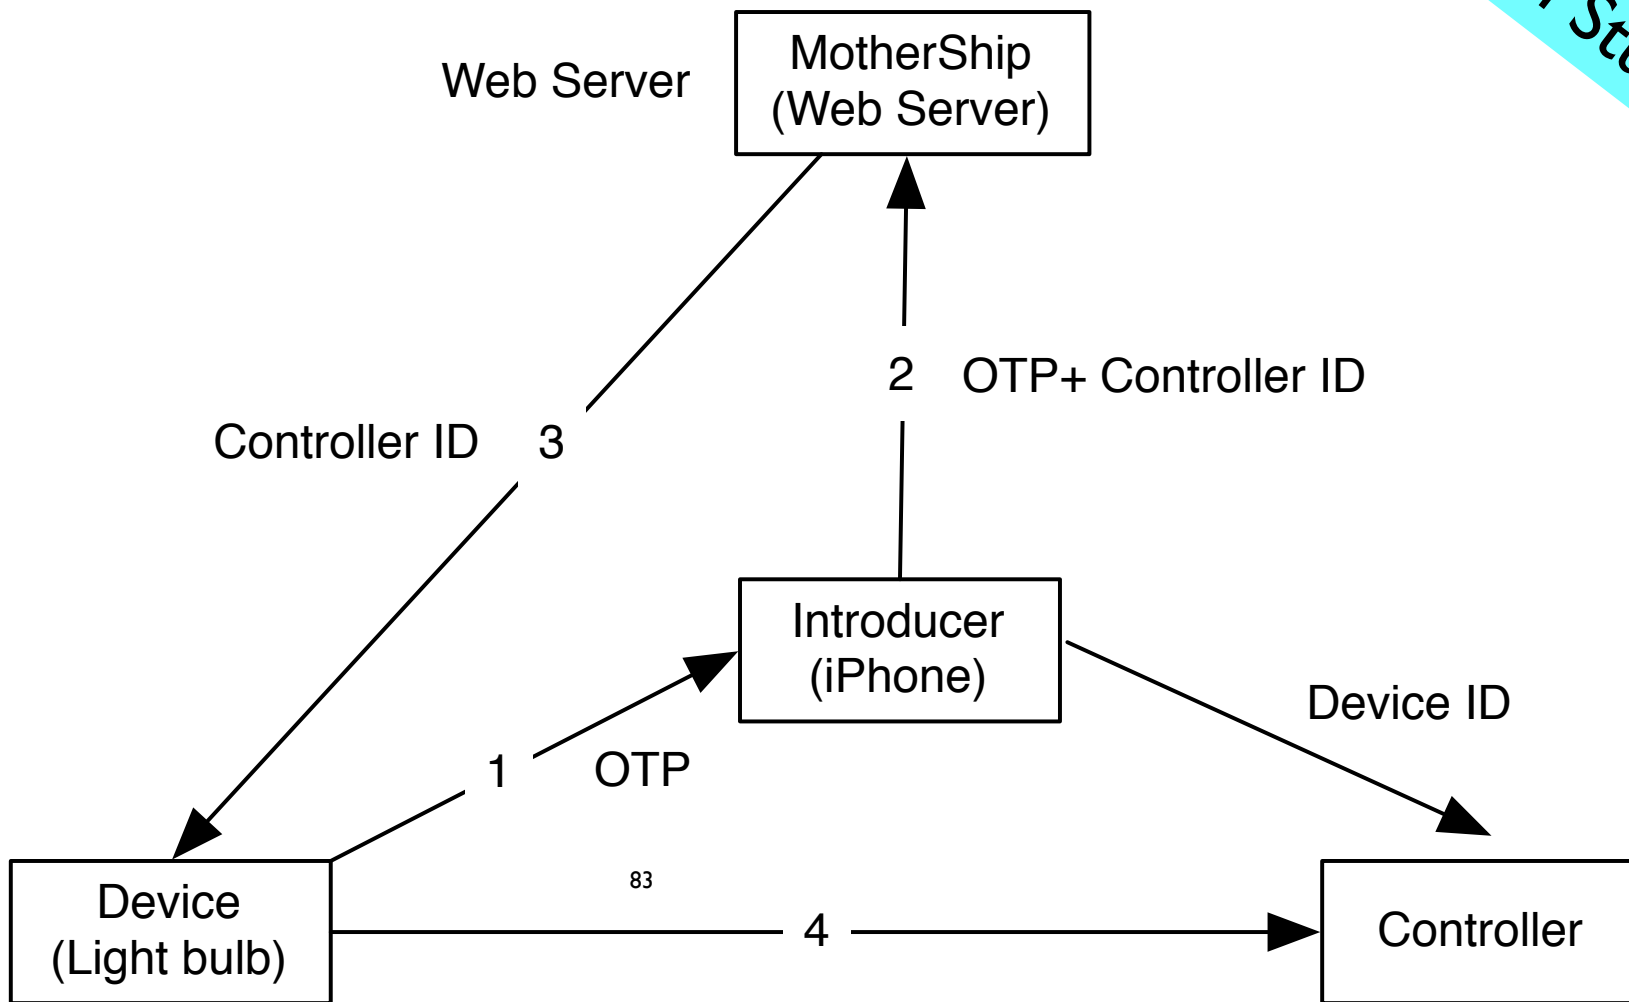 MotherShip
(Web Server)
Web Server
2 OTP+ Controller ID
Controller ID 3
Introducer
(iPhone)
Device ID
1 OTP
83
Device
(Light bulb)
4
Controller